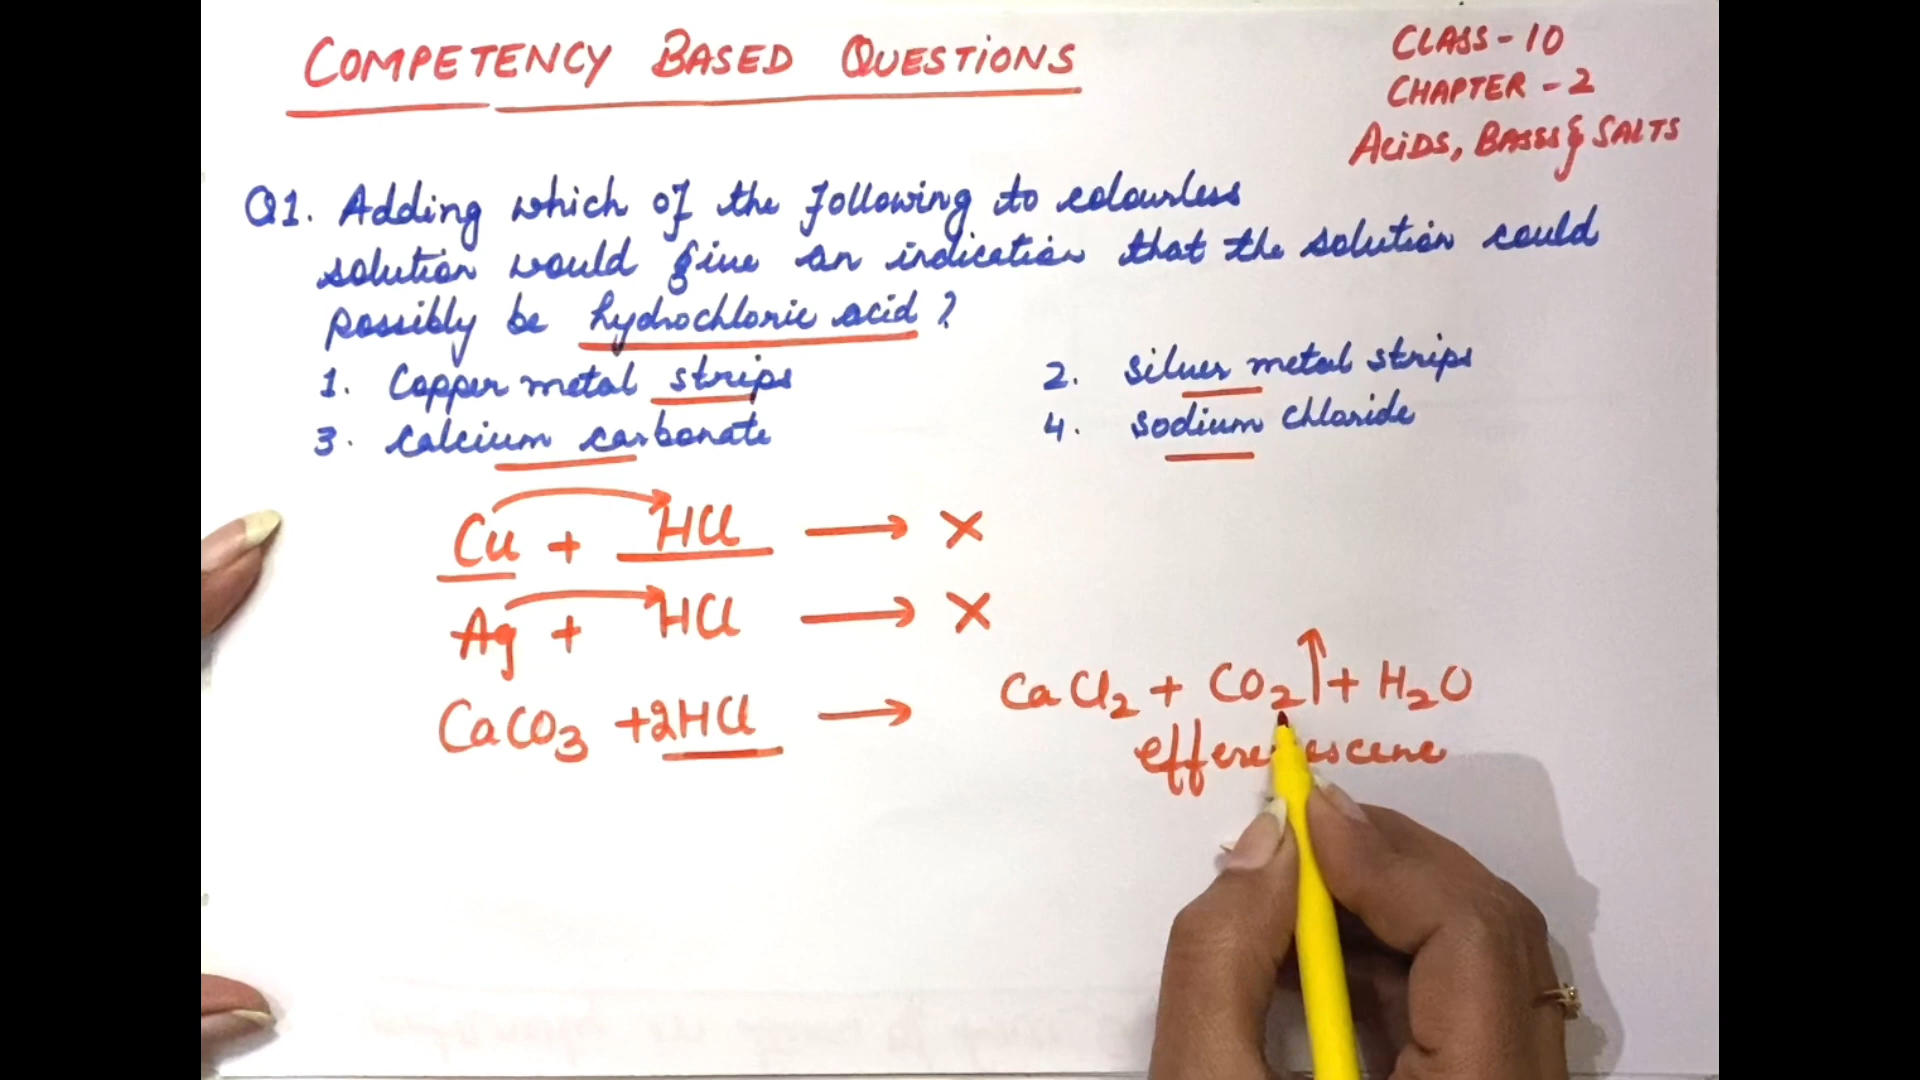 COMPETENCY BASED QUESTIONS
CLASS-10
CHAPTER-2
ACIDS, BASES & SALTS
Q1. Adding which of the following to colourless
solution would give an indication that the solution could
possibly be hydrochloric acid?
1. Copper metal strips
2. Silver metal strips
3. Calcium carbonate
4. Sodium chloride
Cu + HCl → ×
Ag + HCl → ×
CaCO3 + 2HCl → CaCl2 + CO2↑ + H2O